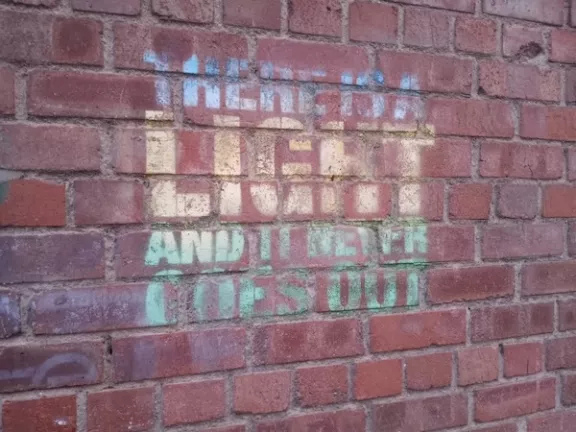 THERE IS A
LIGHT
AND IT NEVER
GOES OUT